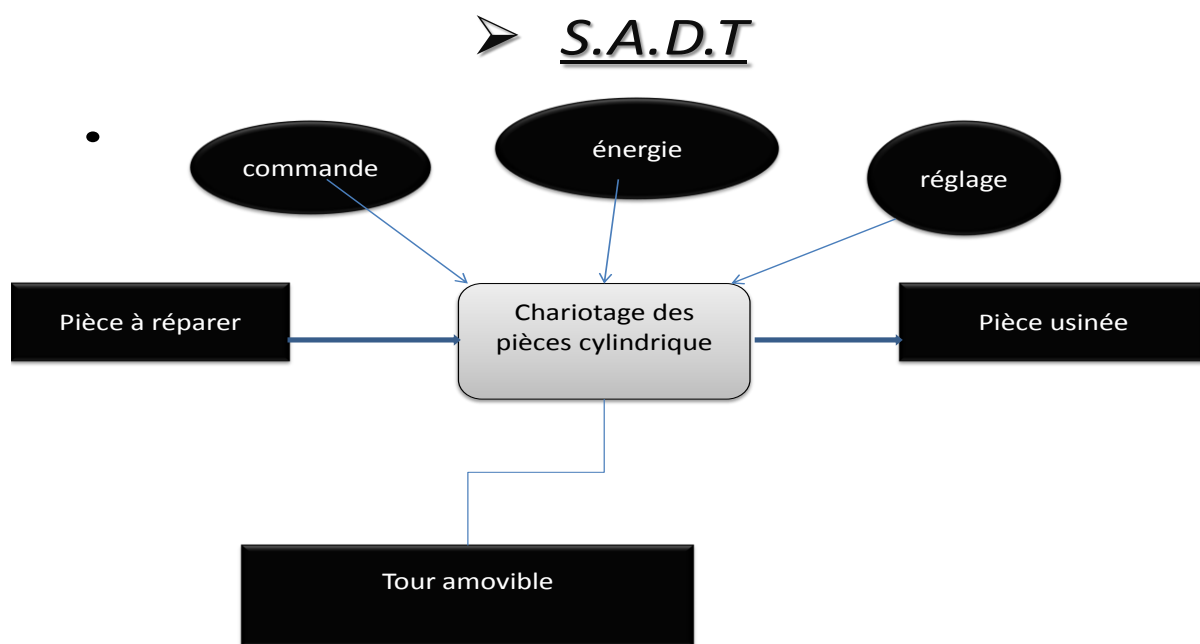 S.A.D.T
commande
énergie
réglage
Pièce à réparer
Chariotage des
pièces cylindrique
Pièce usinée
Tour amovible